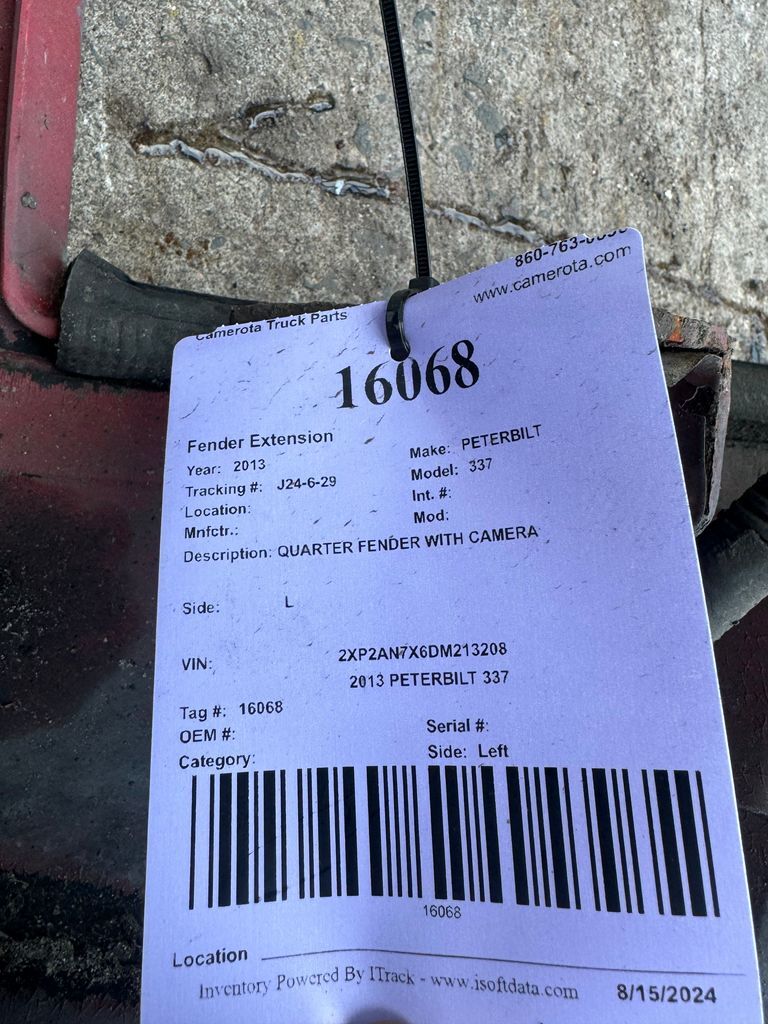 Camerota Truck Parts
www.camerota.com
16068
Fender Extension
Year: 2013
Make: PETERBILT
Tracking #: J24-6-29
Model: 337
Location:
Int. #:
Mnfctr.:
Mod:
Description: QUARTER FENDER WITH CAMERA
Side: L
VIN: 2XP2AN7X6DM213208
2013 PETERBILT 337
Tag #: 16068
OEM #:
Serial #:
Category:
Side: Left
16068
Location
Inventory Powered By ITrack - www.isoftdata.com
8/15/2024